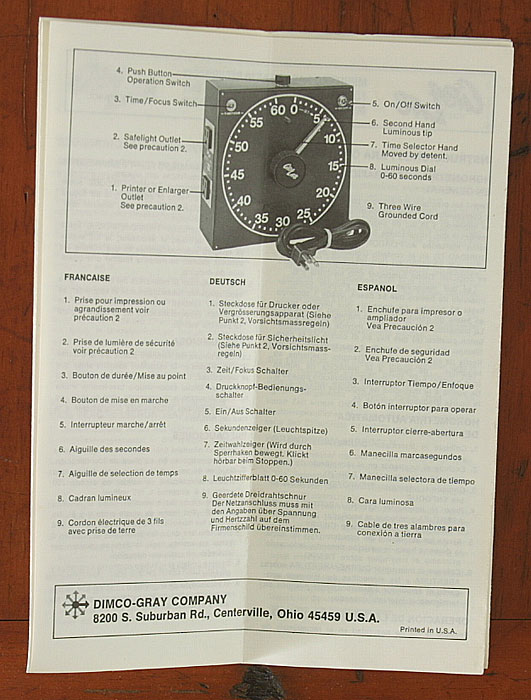 4. Push Button
Operation Switch
3. Time/Focus Switch
2. Safelight Outlet
See precaution 2.
1. Printer or Enlarger
Outlet
See precaution 2.
60 0 5 10 15 20 25 30 35 40 45 50 55
5. On/Off Switch
6. Second Hand
Luminous tip
7. Time Selector Hand
Moved by detent.
8. Luminous Dial
0-60 seconds
9. Three Wire
Grounded Cord
FRANCAISE
1. Prise pour impression ou
agrandissement voir
précaution 2
2. Prise de lumière de sécurité
voir précaution 2
3. Bouton de durée/Mise au point
4. Bouton de mise en marche
5. Interrupteur marche/arrêt
6. Aiguille des secondes
7. Aiguille de selection de temps
8. Cadran lumineux
9. Cordon électrique de 3 fils
avec prise de terre
DEUTSCH
1. Steckdose für Drucker oder
Vergrösserungsapparat (Siehe
Punkt 2, Vorsichtsmassregeln)
2. Steckdose für Sicherheitslicht
(Siehe Punkt 2, Vorsichtsmass-
regeln)
3. Zeit/Fokus Schalter
4. Druckknopf-Bedienungs-
schalter
5. Ein/Aus Schalter
6. Sekundenzeiger (Leuchtspitze)
7. Zeitwahlzeiger (Wird durch
Sperrhaken bewegt. Klickt
hörbar beim Stoppen.)
8. Leuchtzifferblatt 0-60 Sekunden
9. Geerdete Dreidrahtschnur
Der Netzanschluss muss mit
den Angaben über Spannung
und Hertzzahl auf dem
Firmenschild übereinstimmen.
ESPANOL
1. Enchufe para impresor o
ampliador
Vea Precaución 2
2. Enchufe de seguridad
Vea Precaución 2
3. Interruptor Tiempo/Enfoque
4. Botón interruptor para operar
5. Interruptor cierre-abertura
6. Manecilla marcasegundos
7. Manecilla selectora de tiempo
8. Cara luminosa
9. Cable de tres alambres para
conexión a tierra
DIMCO-GRAY COMPANY
8200 S. Suburban Rd., Centerville, Ohio 45459 U.S.A.
Printed in U.S.A.